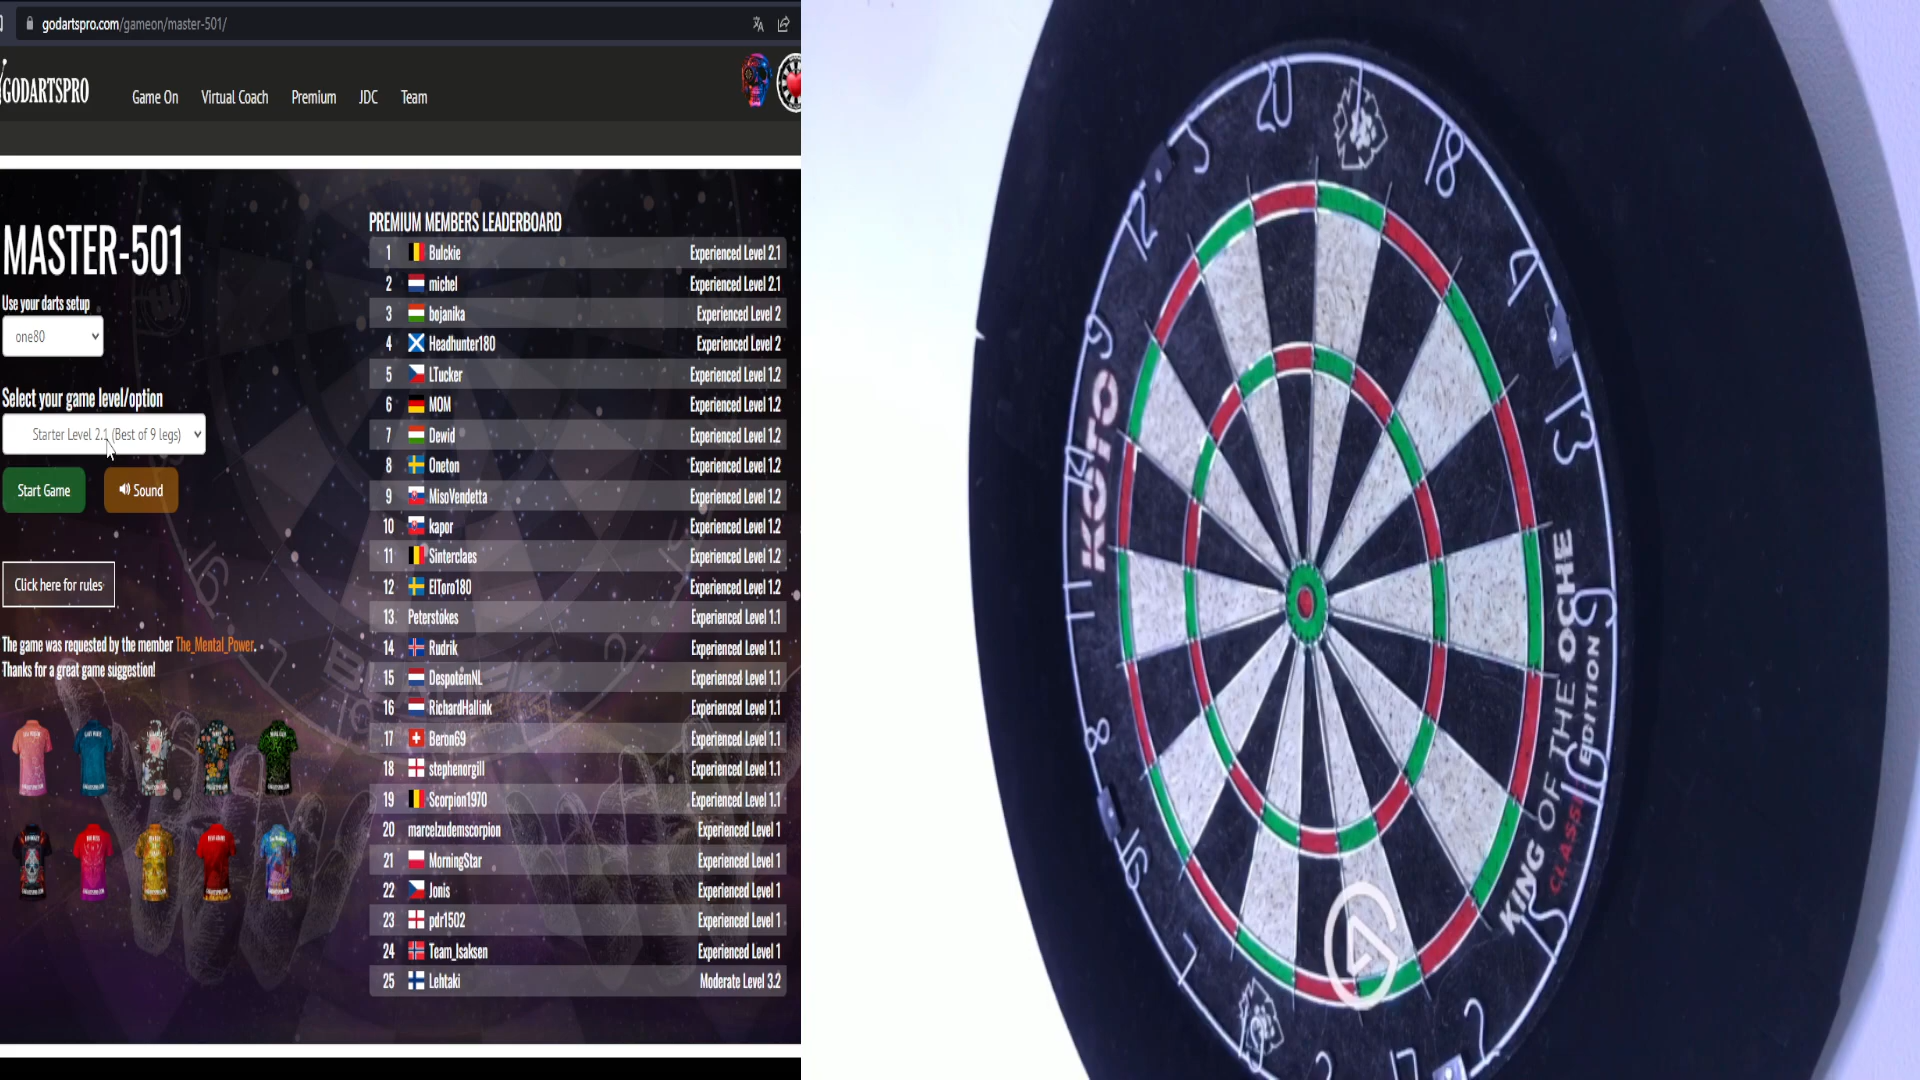 godartspro.com/gameon/master-501/
GODARTSPRO
Game On
Virtual Coach
Premium
JDC
Team
MASTER-501
Use your darts setup
one80
Select your game level/option
Starter Level 2.1 (Best of 9 legs)
Start Game
Sound
Click here for rules
The game was requested by the member The_Mental_Power.
Thanks for a great game suggestion!
PREMIUM MEMBERS LEADERBOARD
1 Bulckie Experienced Level 2.1
2 michel Experienced Level 2.1
3 bojanika Experienced Level 2
4 Headhunter180 Experienced Level 2
5 LTucker Experienced Level 1.2
6 MOM Experienced Level 1.2
7 Dewid Experienced Level 1.2
8 Oneton Experienced Level 1.2
9 MisoVendetta Experienced Level 1.2
10 kapor Experienced Level 1.2
11 Sinterclaes Experienced Level 1.2
12 ElToro180 Experienced Level 1.2
13 Peterstokes Experienced Level 1.1
14 Rudrik Experienced Level 1.1
15 DespotemNL Experienced Level 1.1
16 RichardHallink Experienced Level 1.1
17 Beron69 Experienced Level 1.1
18 stephenorgill Experienced Level 1.1
19 Scorpion1970 Experienced Level 1.1
20 marcelzudemscorpion Experienced Level 1
21 MorningStar Experienced Level 1
22 Jonis Experienced Level 1
23 pdr1502 Experienced Level 1
24 Team_Isaksen Experienced Level 1
25 Lehtaki Moderate Level 3.2
20
1
18
4
13
6
10
15
2
17
3
19
7
16
8
11
14
9
12
5
KOTO
KING OF THE OCHE
CLASSIC EDITION